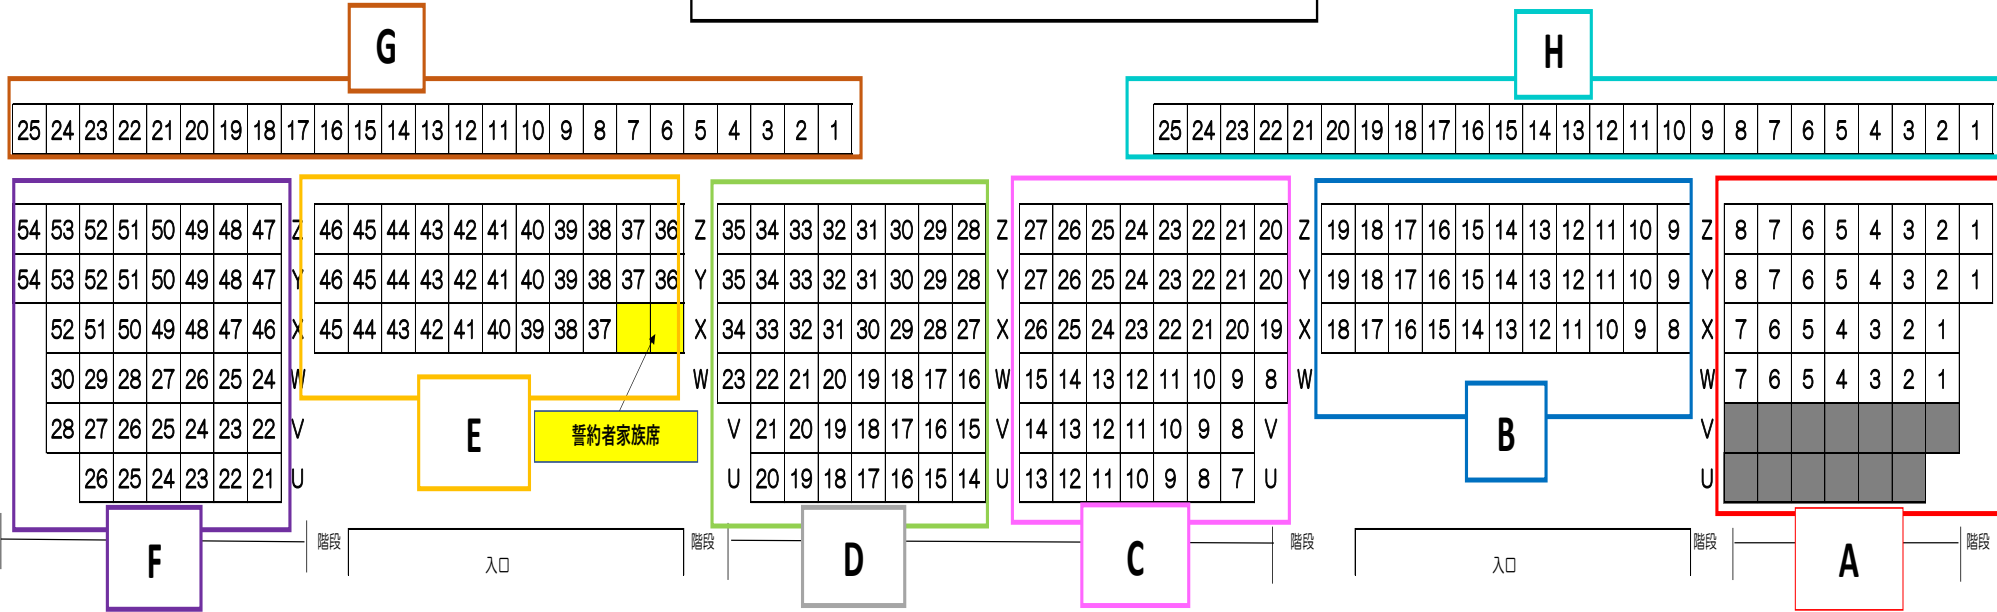 G
H
25 24 23 22 21 20 19 18 17 16 15 14 13 12 11 10 9 8 7 6 5 4 3 2 1 25 24 23 22 21 20 19 18 17 16 15 14 13 12 11 10 9 8 7 6 5 4 3 2 1
54 53 52 51 50 49 48 47 Z 46 45 44 43 42 41 40 39 38 37 36 Z 35 34 33 32 31 30 29 28 Z 27 26 25 24 23 22 21 20 Z 19 18 17 16 15 14 13 12 11 10 9 Z 8 7 6 5 4 3 2 1
54 53 52 51 50 49 48 47 Y 46 45 44 43 42 41 40 39 38 37 36 Y 35 34 33 32 31 30 29 28 Y 27 26 25 24 23 22 21 20 Y 19 18 17 16 15 14 13 12 11 10 9 Y 8 7 6 5 4 3 2 1
52 51 50 49 48 47 46 X 45 44 43 42 41 40 39 38 37 X 34 33 32 31 30 29 28 27 X 26 25 24 23 22 21 20 19 X 18 17 16 15 14 13 12 11 10 9 8 X 7 6 5 4 3 2 1
30 29 28 27 26 25 24 W W 23 22 21 20 19 18 17 16 W 15 14 13 12 11 10 9 8 W W 7 6 5 4 3 2 1
28 27 26 25 24 23 22 V E 誓約者家族席 V 21 20 19 18 17 16 15 V 14 13 12 11 10 9 8 V B V
26 25 24 23 22 21 U U 20 19 18 17 16 15 14 U 13 12 11 10 9 8 7 U U
階段 階段 階段 階段 階段
F 入口 D C 入口 A